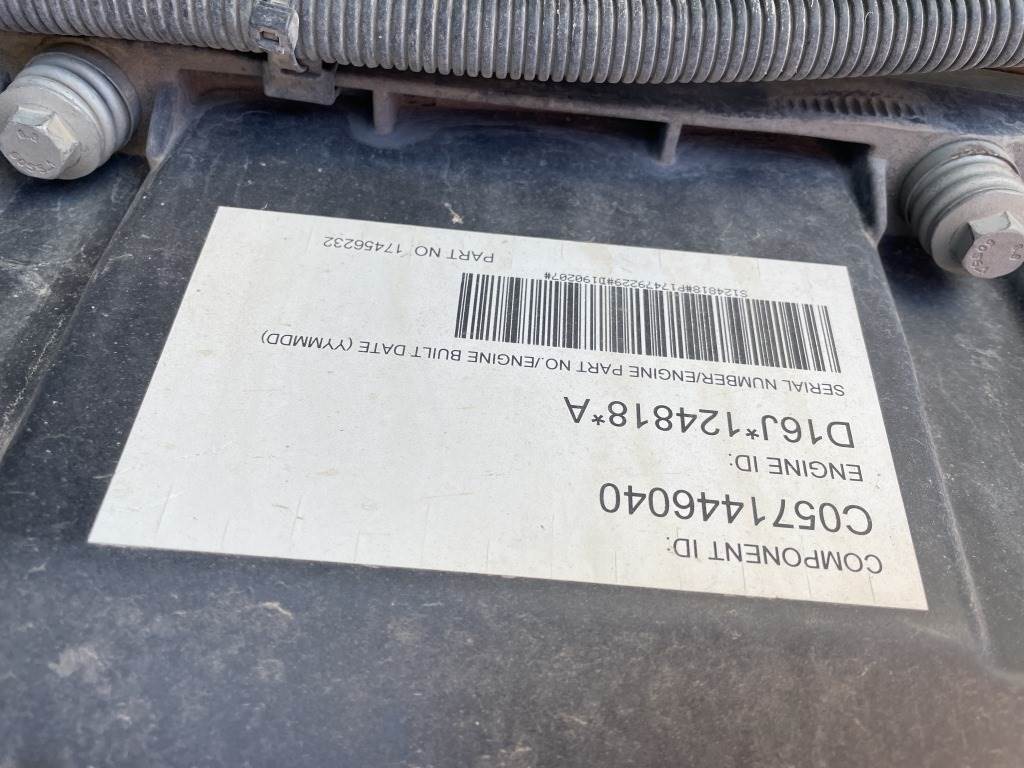 COMPONENT ID:
C0571446040
ENGINE ID:
D16J*124818*A
SERIAL NUMBER/ENGINE PART NO./ENGINE BUILT DATE (YYMMDD)
S124818#P17479229#D190207#
PART NO 17456232